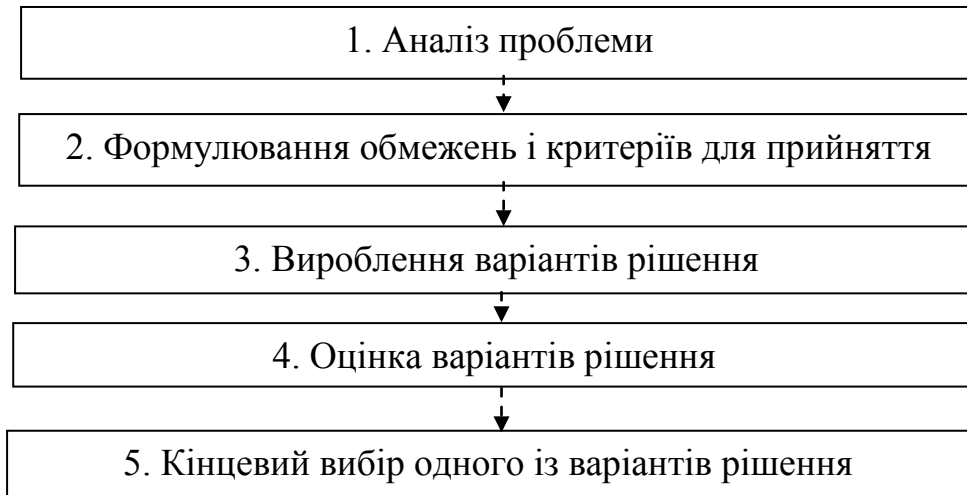 1. Аналіз проблеми
2. Формулювання обмежень і критеріїв для прийняття
3. Вироблення варіантів рішення
4. Оцінка варіантів рішення
5. Кінцевий вибір одного із варіантів рішення